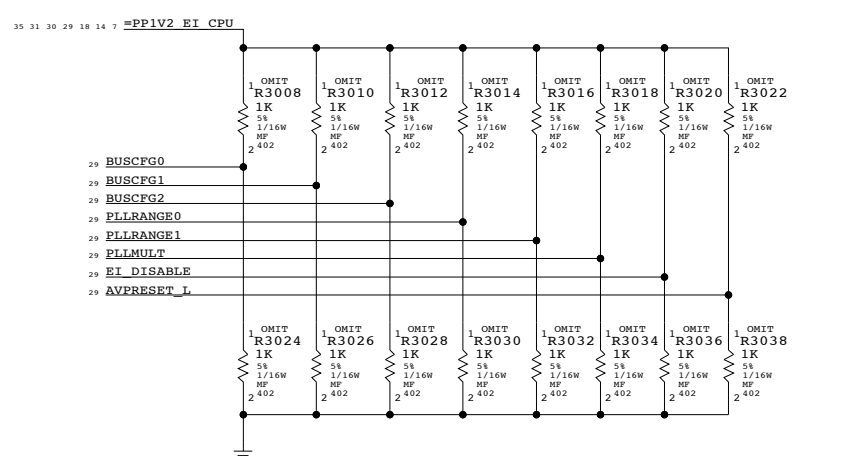 35 31 30 29 18 14 7 =PP1V2_EI_CPU
OMIT OMIT OMIT OMIT OMIT OMIT OMIT OMIT
1 R3008 1 R3010 1 R3012 1 R3014 1 R3016 1 R3018 1 R3020 1 R3022
1K 1K 1K 1K 1K 1K 1K 1K
5% 5% 5% 5% 5% 5% 5% 5%
1/16W 1/16W 1/16W 1/16W 1/16W 1/16W 1/16W 1/16W
MF MF MF MF MF MF MF MF
2 402 2 402 2 402 2 402 2 402 2 402 2 402 2 402
29 BUSCFG0
29 BUSCFG1
29 BUSCFG2
29 PLLRANGE0
29 PLLRANGE1
29 PLLMULT
29 EI_DISABLE
29 AVPRESET_L
OMIT OMIT OMIT OMIT OMIT OMIT OMIT OMIT
1 R3024 1 R3026 1 R3028 1 R3030 1 R3032 1 R3034 1 R3036 1 R3038
1K 1K 1K 1K 1K 1K 1K 1K
5% 5% 5% 5% 5% 5% 5% 5%
1/16W 1/16W 1/16W 1/16W 1/16W 1/16W 1/16W 1/16W
MF MF MF MF MF MF MF MF
2 402 2 402 2 402 2 402 2 402 2 402 2 402 2 402